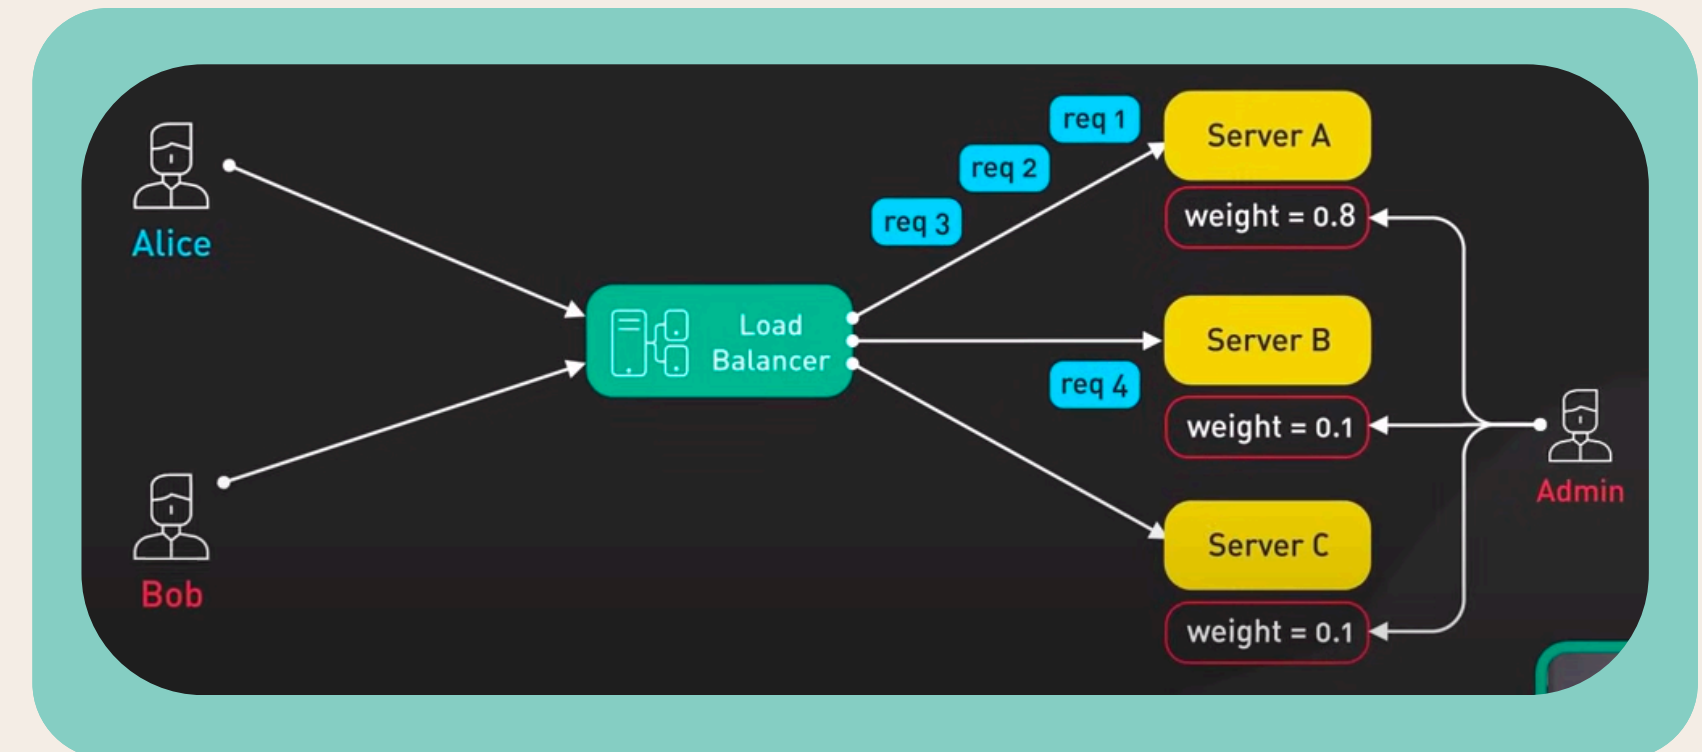 Alice
Bob
Load
Balancer
req 1
req 2
req 3
req 4
Server A
weight = 0.8
Server B
weight = 0.1
Server C
weight = 0.1
Admin